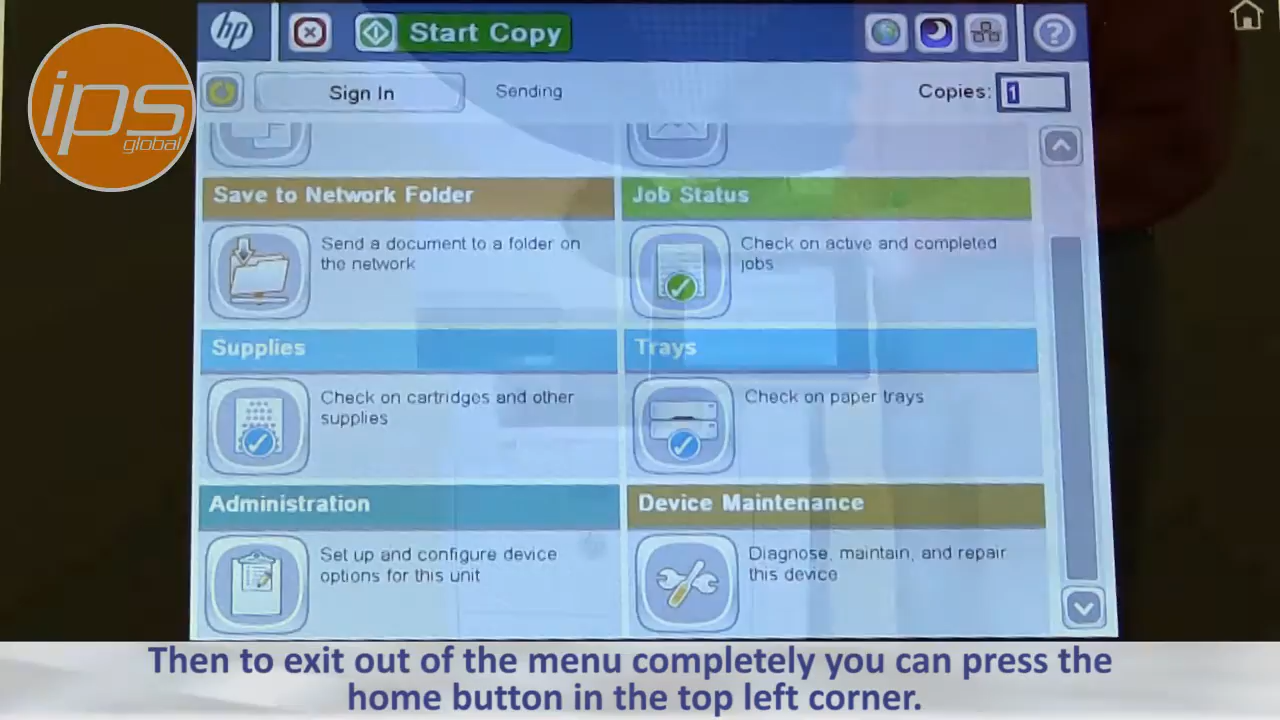 hp
Start Copy
?
ips
global
Sign In
Sending
Copies: 1
Save to Network Folder
Send a document to a folder on
the network
Job Status
Check on active and completed
jobs
Supplies
Check on cartridges and other
supplies
Trays
Check on paper trays
Administration
Set up and configure device
options for this unit
Device Maintenance
Diagnose, maintain, and repair
this device
Then to exit out of the menu completely you can press the
home button in the top left corner.